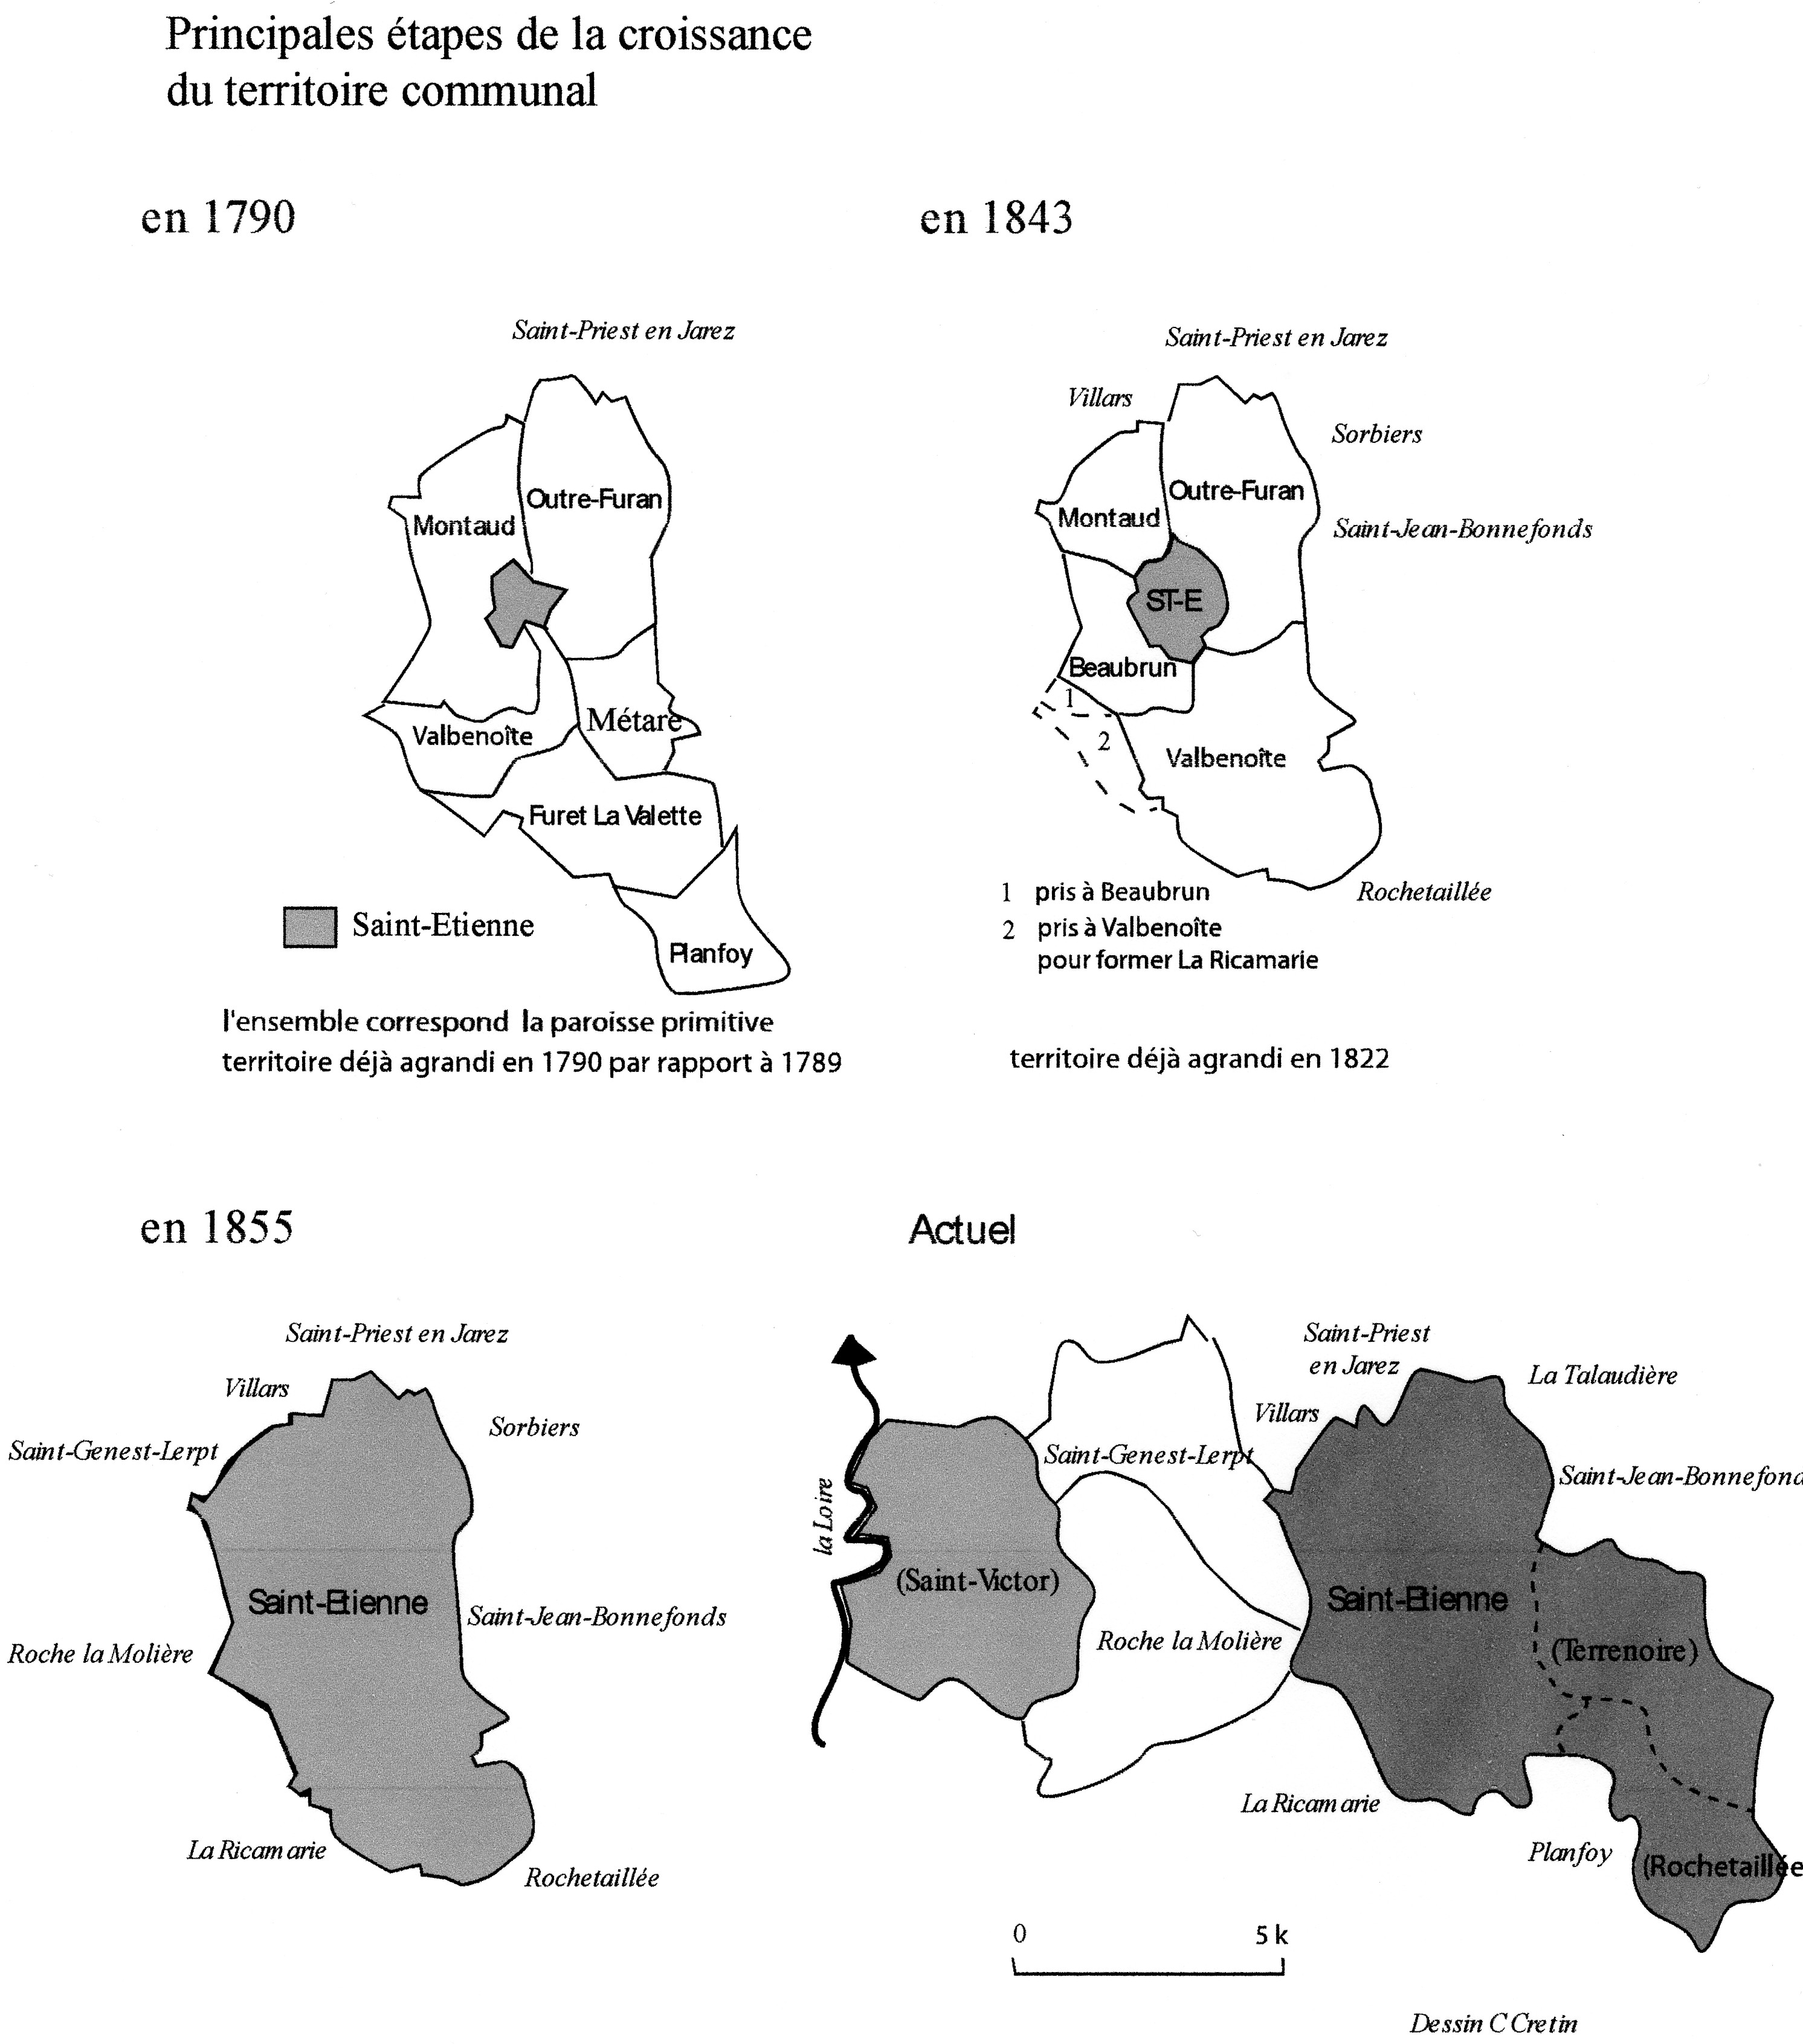 Principales étapes de la croissance
du territoire communal
en 1790
Saint-Priest en Jarez
Outre-Furan
Montaud
Métare
Valbenoîte
Furet La Valette
Saint-Etienne
Planfoy
l'ensemble correspond la paroisse primitive
territoire déjà agrandi en 1790 par rapport à 1789
en 1843
Saint-Priest en Jarez
Villars
Sorbiers
Outre-Furan
Montaud
Saint-Jean-Bonnefonds
ST-E
Beaubrun
1
2
Valbenoîte
1 pris à Beaubrun
Rochetaillée
2 pris à Valbenoîte
pour former La Ricamarie
territoire déjà agrandi en 1822
en 1855
Saint-Priest en Jarez
Villars
Sorbiers
Saint-Genest-Lerpt
Saint-Etienne
Saint-Jean-Bonnefonds
Roche la Molière
La Ricamarie
Rochetaillée
Actuel
Saint-Priest
en Jarez
La Talaudière
Villars
Saint-Genest-Lerpt
Saint-Jean-Bonnefond
la Loire
(Saint-Victor)
Saint-Etienne
Roche la Molière
(Terrenoire)
La Ricamarie
Planfoy
(Rochetaillée
0 5 k
Dessin C Cretin